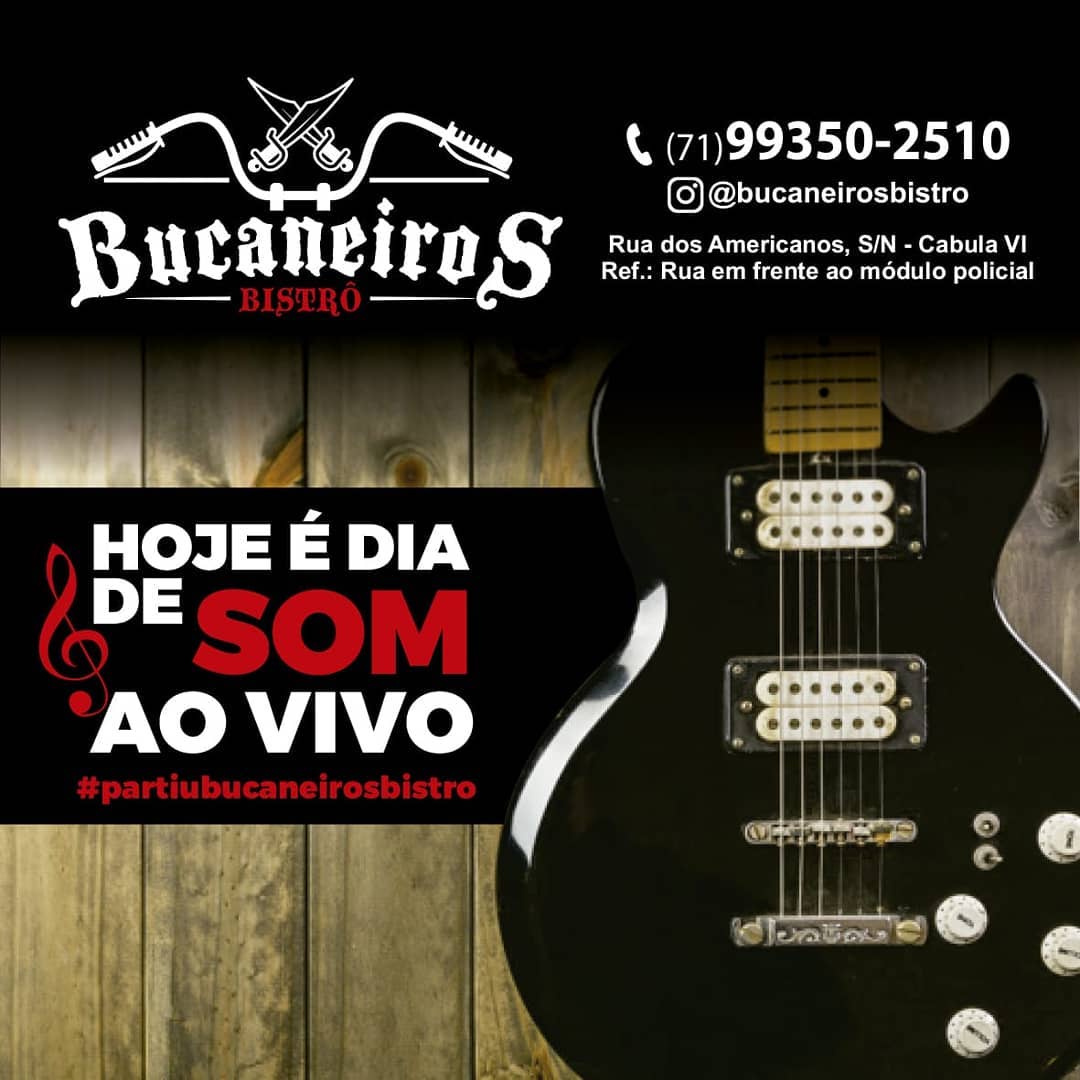 Bucaneiros
BISTRÔ
(71) 99350-2510
@bucaneirosbistro
Rua dos Americanos, S/N - Cabula VI
Ref.: Rua em frente ao módulo policial
HOJE É DIA
DE SOM
AO VIVO
#partiubucaneirosbistro